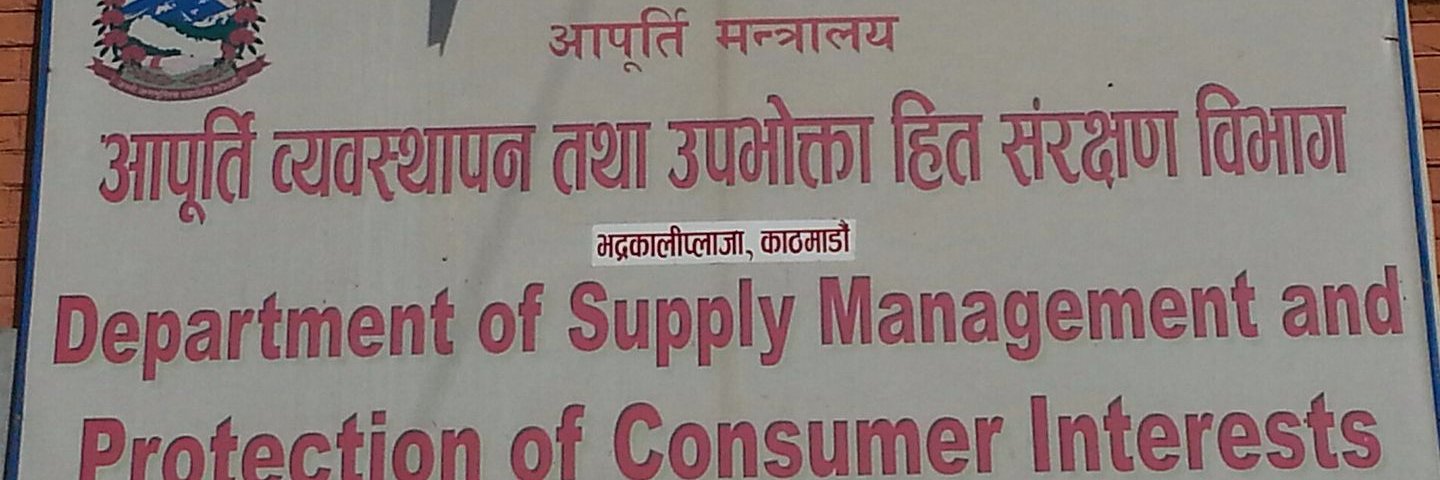 आपूर्ति मन्त्रालय
आपूर्ति व्यवस्थापन तथा उपभोक्ता हित संरक्षण विभाग
भद्रकालीप्लाजा, काठमाडौं
Department of Supply Management and
Protection of Consumer Interests